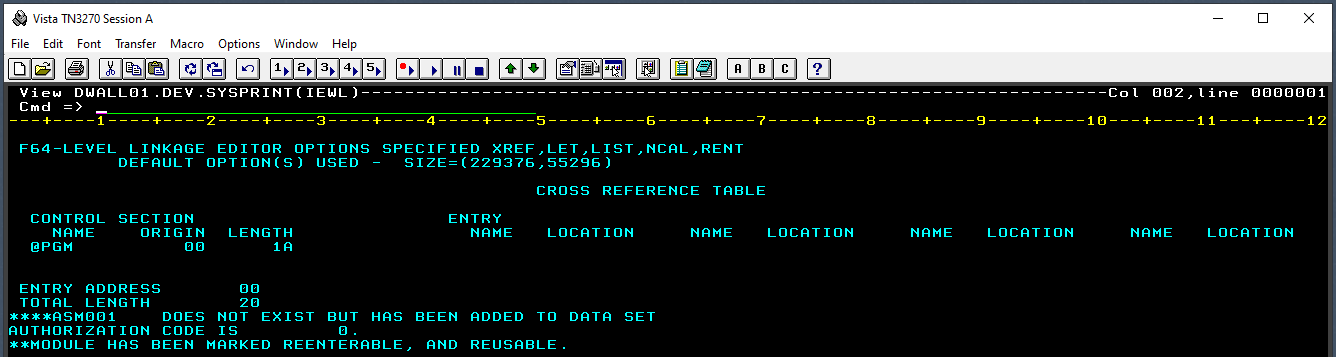 Vista TN3270 Session A
File Edit Font Transfer Macro Options Window Help
1 2 3 4 5 A B C ?
View DWALL01.DEV.SYSPRINT(IEWL)--------------------------------------------------------------------Col 002,line 0000001
Cmd => _
---+----1----+----2----+----3----+----4----+----5----+----6----+----7----+----8----+----9----+----10---+----11---+----12
F64-LEVEL LINKAGE EDITOR OPTIONS SPECIFIED XREF,LET,LIST,NCAL,RENT
DEFAULT OPTION(S) USED -  SIZE=(229376,55296)
CROSS REFERENCE TABLE
CONTROL SECTION ENTRY
NAME ORIGIN LENGTH NAME LOCATION NAME LOCATION NAME LOCATION NAME LOCATION
@PGM 00 1A
ENTRY ADDRESS 00
TOTAL LENGTH 20
****ASM001 DOES NOT EXIST BUT HAS BEEN ADDED TO DATA SET
AUTHORIZATION CODE IS 0.
**MODULE HAS BEEN MARKED REENTERABLE, AND REUSABLE.